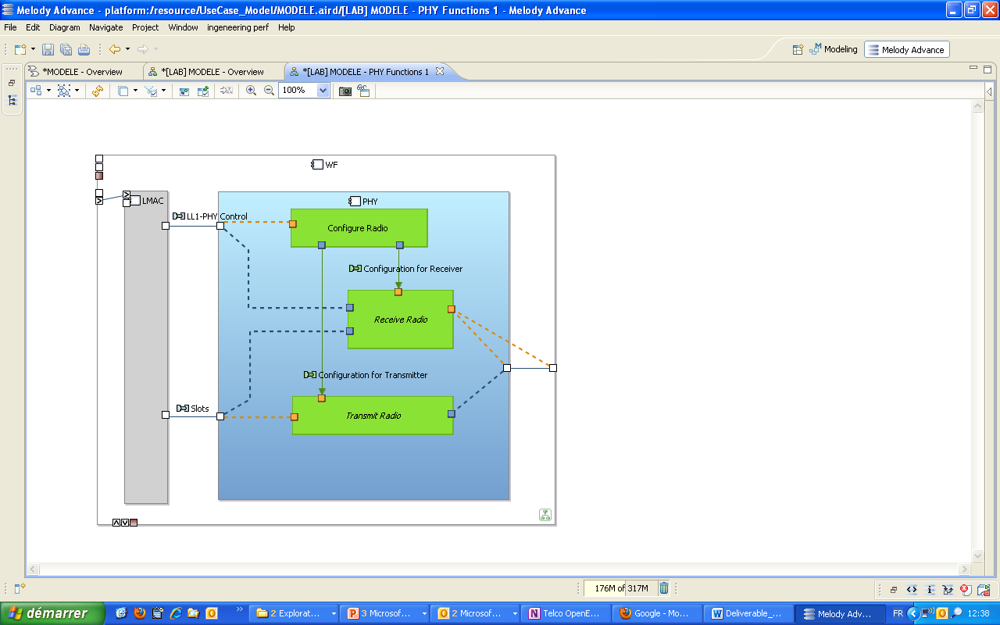 Melody Advance - platform:/resource/UseCase_Model/MODELE.aird/[LAB] MODELE - PHY Functions 1 - Melody Advance
File Edit Diagram Navigate Project Window ingeneering perf Help
Modeling Melody Advance
*MODELE - Overview *[LAB] MODELE - Overview *[LAB] MODELE - PHY Functions 1
100%
WF
LMAC
PHY
LL1-PHY Control
Configure Radio
Configuration for Receiver
Receive Radio
Configuration for Transmitter
Slots
Transmit Radio
176M of 317M
démarrer
2 Explorat...
3 Microsof...
2 Microsof...
Telco OpenE...
Google - Mo...
Deliverable_...
Melody Adv...
FR
12:38